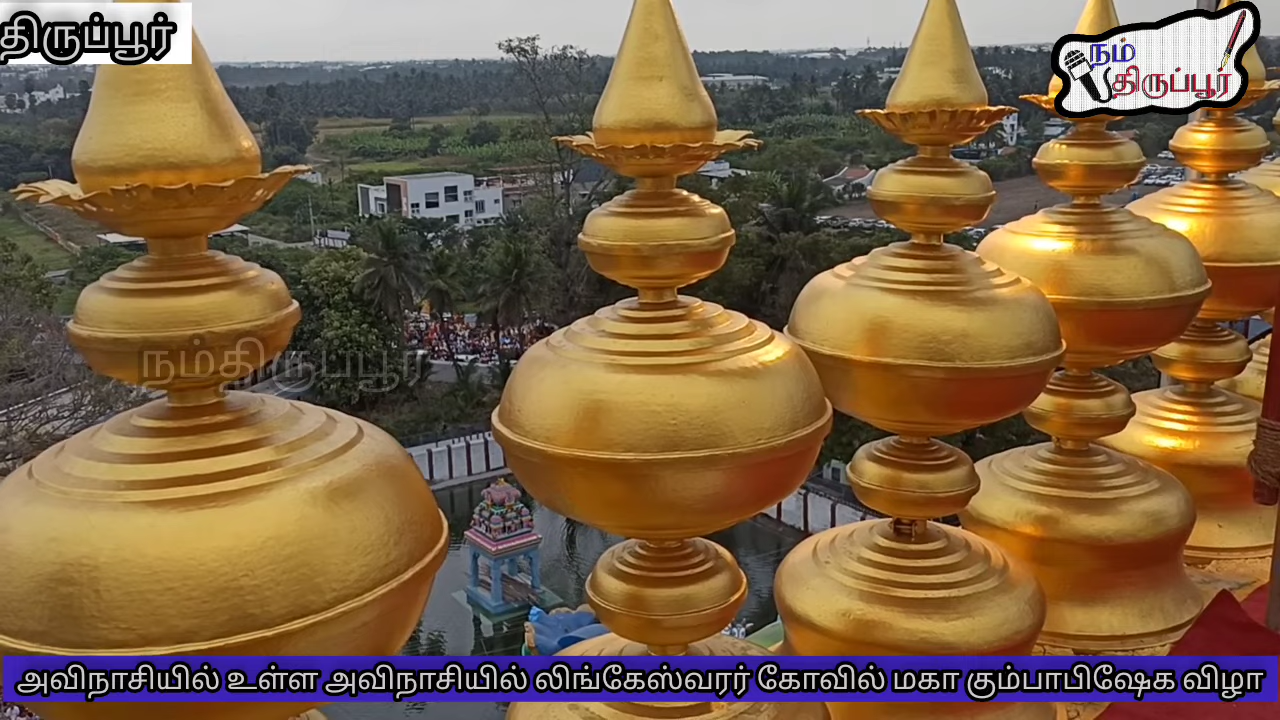 திருப்பூர்
நம்
திருப்பூர்
நம்திருப்பூர்
அவிநாசியில் உள்ள அவிநாசியில் லிங்கேஸ்வரர் கோவில் மகா கும்பாபிஷேக விழா